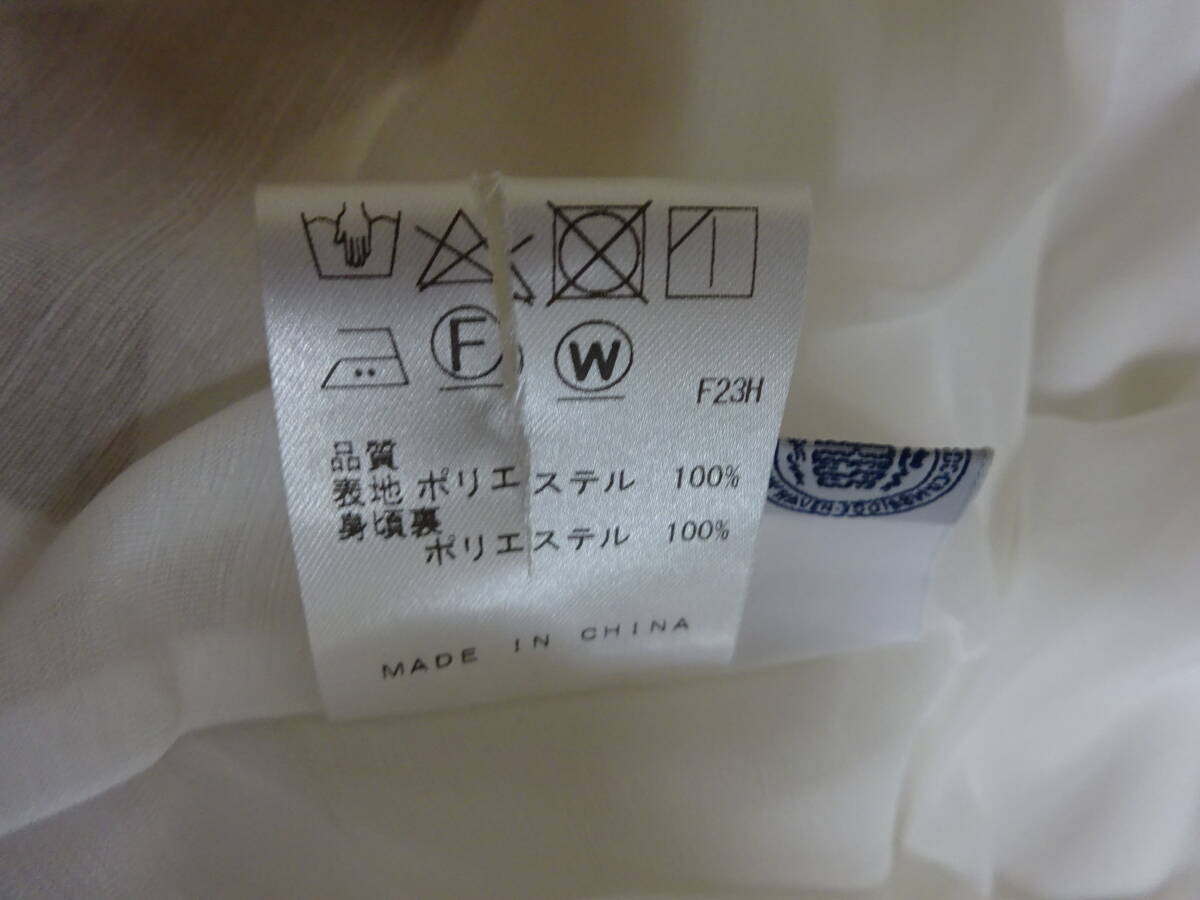 F
W
F23H
品質
表地 ポリエステル 100%
身頃裏
ポリエステル 100%
MADE IN CHINA